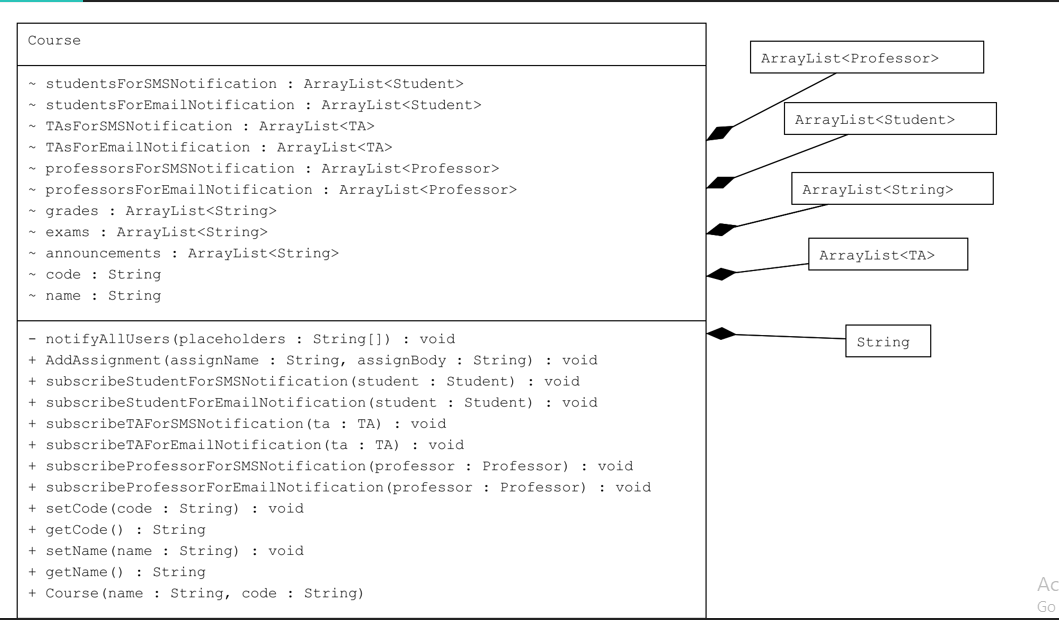 Course
~ studentsForSMSNotification : ArrayList<Student>
~ studentsForEmailNotification : ArrayList<Student>
~ TAsForSMSNotification : ArrayList<TA>
~ TAsForEmailNotification : ArrayList<TA>
~ professorsForSMSNotification : ArrayList<Professor>
~ professorsForEmailNotification : ArrayList<Professor>
~ grades : ArrayList<String>
~ exams : ArrayList<String>
~ announcements : ArrayList<String>
~ code : String
~ name : String
- notifyAllUsers(placeholders : String[]) : void
+ AddAssignment(assignName : String, assignBody : String) : void
+ subscribeStudentForSMSNotification(student : Student) : void
+ subscribeStudentForEmailNotification(student : Student) : void
+ subscribeTAForSMSNotification(ta : TA) : void
+ subscribeTAForEmailNotification(ta : TA) : void
+ subscribeProfessorForSMSNotification(professor : Professor) : void
+ subscribeProfessorForEmailNotification(professor : Professor) : void
+ setCode(code : String) : void
+ getCode() : String
+ setName(name : String) : void
+ getName() : String
+ Course(name : String, code : String)
ArrayList<Professor>
ArrayList<Student>
ArrayList<String>
ArrayList<TA>
String
Ac
Go